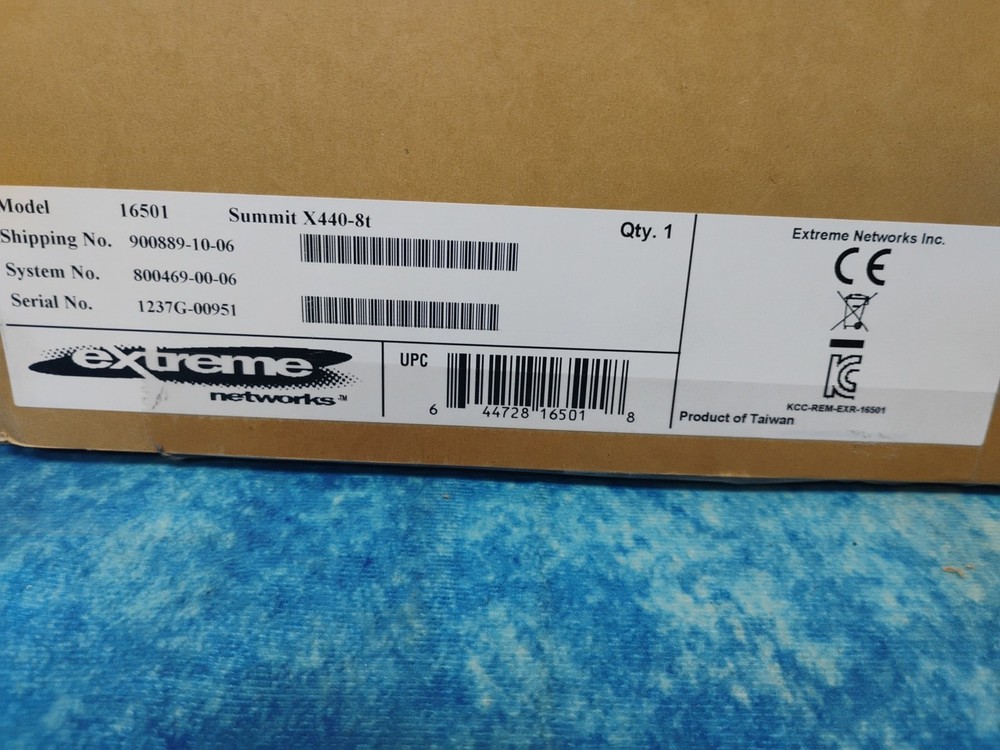 Model 16501 Summit X440-8t
Shipping No. 900889-10-06
System No. 800469-00-06
Serial No. 1237G-00951
Qty. 1
extreme
networks™
UPC
6 44728 16501 8
Extreme Networks Inc.
CE
KC
KCC-REM-EXR-16501
Product of Taiwan